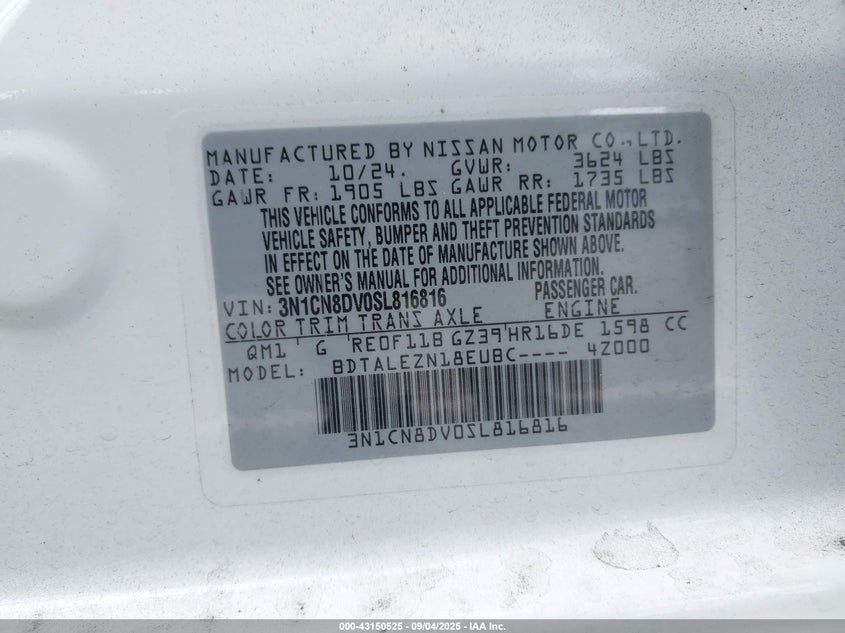 MANUFACTURED BY NISSAN MOTOR CO., LTD.
DATE: 10/24. GVWR: 3624 LBS
GAWR FR: 1905 LBS GAWR RR: 1735 LBS
THIS VEHICLE CONFORMS TO ALL APPLICABLE FEDERAL MOTOR
VEHICLE SAFETY, BUMPER AND THEFT PREVENTION STANDARDS
IN EFFECT ON THE DATE OF MANUFACTURE SHOWN ABOVE.
SEE OWNER'S MANUAL FOR ADDITIONAL INFORMATION.
VIN: 3N1CN8DV0SL816816 PASSENGER CAR.
COLOR TRIM TRANS AXLE ENGINE
QM1 ' G 'RE0F11B GZ39'HR16DE 1598 CC
MODEL: BDTALEZN18EUBC---- 4Z000
3N1CN8DV0SL816816
000-43150525 - 09/04/2025 - IAA Inc.